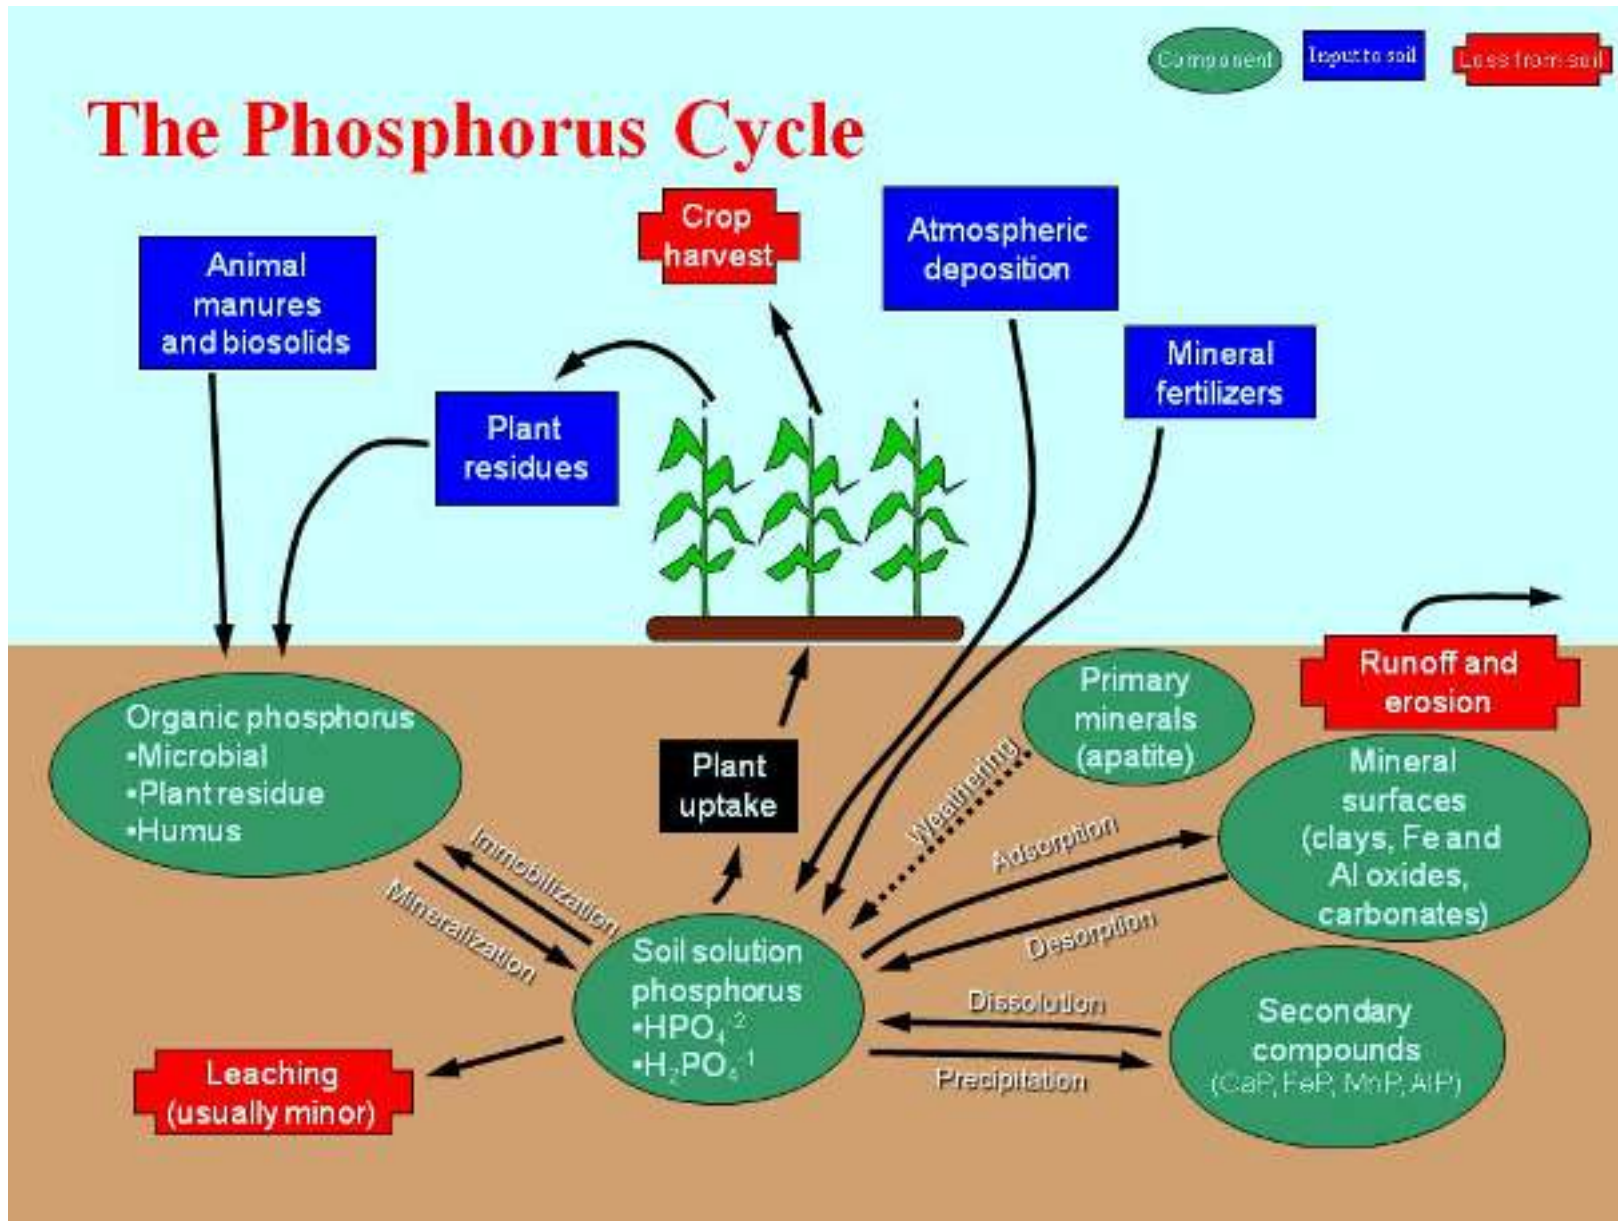 Component
Input to soil
Loss from soil
The Phosphorus Cycle
Crop
harvest
Atmospheric
deposition
Animal
manures
and biosolids
Mineral
fertilizers
Plant
residues
Runoff and
erosion
Primary
minerals
(apatite)
Organic phosphorus
•Microbial
•Plant residue
•Humus
Plant
uptake
Weathering
Mineral
surfaces
(clays, Fe and
Al oxides,
carbonates)
Adsorption
Desorption
Immobilization
Mineralization
Soil solution
phosphorus
•HPO₄⁻²
•H₂PO₄⁻¹
Dissolution
Precipitation
Secondary
compounds
(CaP, FeP, MnP, AlP)
Leaching
(usually minor)